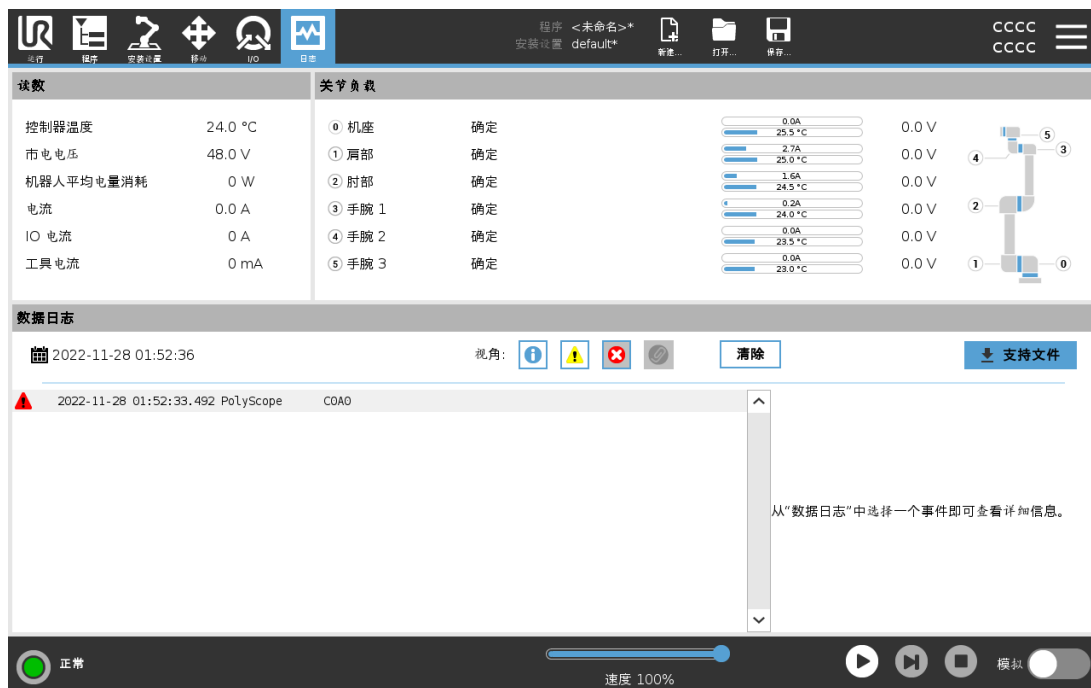 程序 <未命名>*
安装设置 default*
CCCC
CCCC
运行 程序 安装设置 移动 I/O 日志 新建... 打开... 保存...
读数 关节负载
控制器温度 24.0 °C 0 机座 确定 0.0A 25.5 °C 0.0 V
市电电压 48.0 V 1 肩部 确定 2.7A 25.0 °C 0.0 V
机器人平均电量消耗 0 W 2 肘部 确定 1.6A 24.5 °C 0.0 V
电流 0.0 A 3 手腕 1 确定 0.2A 24.0 °C 0.0 V
IO 电流 0 A 4 手腕 2 确定 0.0A 23.5 °C 0.0 V
工具电流 0 mA 5 手腕 3 确定 0.0A 23.0 °C 0.0 V
5
4 3
2
1 0
数据日志
2022-11-28 01:52:36 视角: 清除 支持文件
2022-11-28 01:52:33.492 PolyScope C0A0
从“数据日志”中选择一个事件即可查看详细信息。
正常 速度 100% 模拟